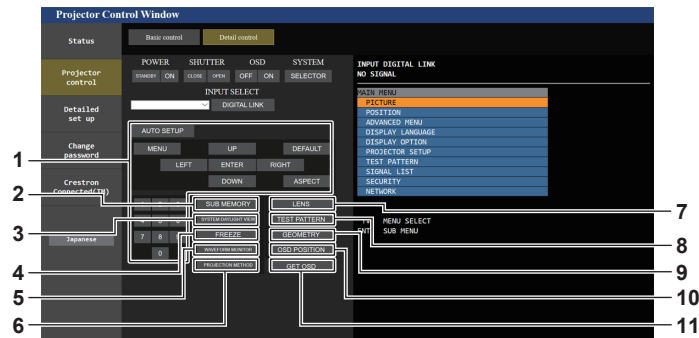 Projector Control Window
Status
Basic control
Detail control
POWER
SHUTTER
OSD
SYSTEM
STANDBY
ON
CLOSE
OPEN
OFF
ON
SELECTOR
INPUT SELECT
DIGITAL LINK
Projector
control
Detailed
set up
Change
password
Crestron
Connected(TM)
Japanese
AUTO SETUP
MENU
UP
DEFAULT
LEFT
ENTER
RIGHT
DOWN
ASPECT
SUB MEMORY
LENS
SYSTEM DAYLIGHT VIEW
TEST PATTERN
7
8
FREEZE
GEOMETRY
0
WAVEFORM MONITOR
OSD POSITION
PROJECTION METHOD
GET OSD
INPUT DIGITAL LINK
NO SIGNAL
MAIN MENU
PICTURE
POSITION
ADVANCED MENU
DISPLAY LANGUAGE
DISPLAY OPTION
PROJECTOR SETUP
TEST PATTERN
SIGNAL LIST
SECURITY
NETWORK
MENU SELECT
SUB MENU
1
2
3
4
5
6
7
8
9
10
11